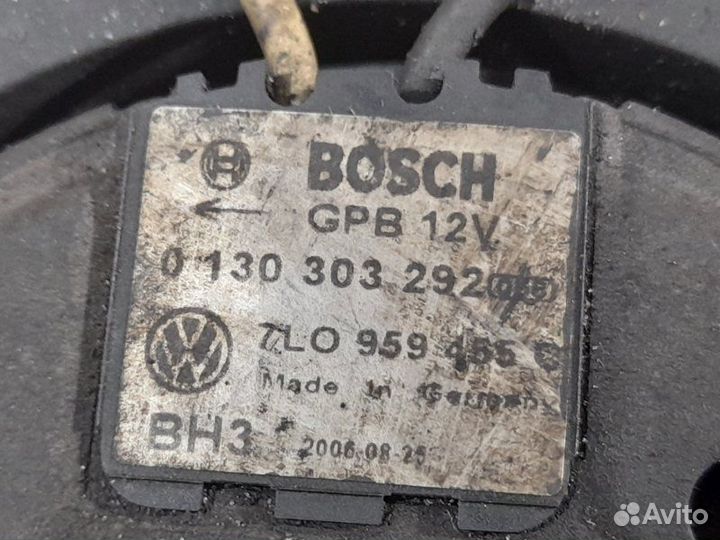 BOSCH
GPB 12V
0 130 303 292
7L0 959 455
Made in Germany
BH3
2006-08-25
Avito